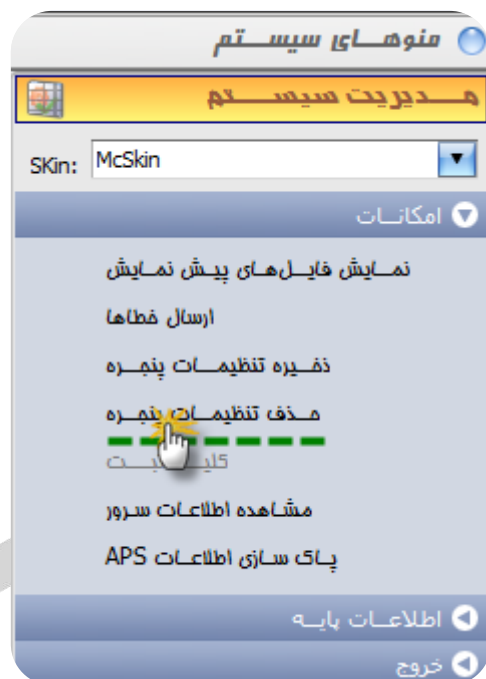 منوهای سیستم
مدیریت سیستم
SKin: McSkin
امکانات
نمایش فایل‌های پیش نمایش
ارسال خطاها
ذخیره تنظیمات پنجره
حذف تنظیمات پنجره
مشاهده اطلاعات سرور
پاک سازی اطلاعات APS
اطلاعات پایه
خروج